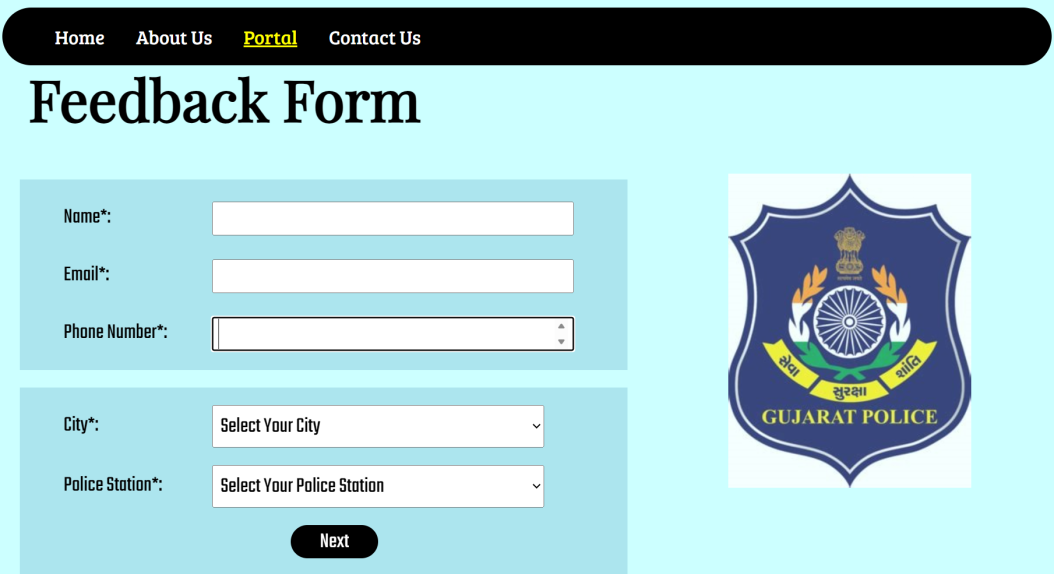 Home About Us Portal Contact Us
Feedback Form
Name*:
Email*:
Phone Number*:
City*: Select Your City
Police Station*: Select Your Police Station
Next
સેવા
સુરક્ષા
શાંતિ
GUJARAT POLICE